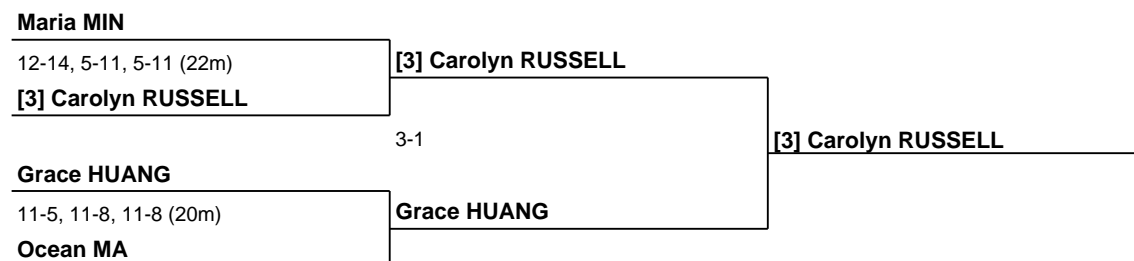 Maria MIN
12-14, 5-11, 5-11 (22m)
[3] Carolyn RUSSELL
[3] Carolyn RUSSELL
3-1
[3] Carolyn RUSSELL
Grace HUANG
11-5, 11-8, 11-8 (20m)
Grace HUANG
Ocean MA